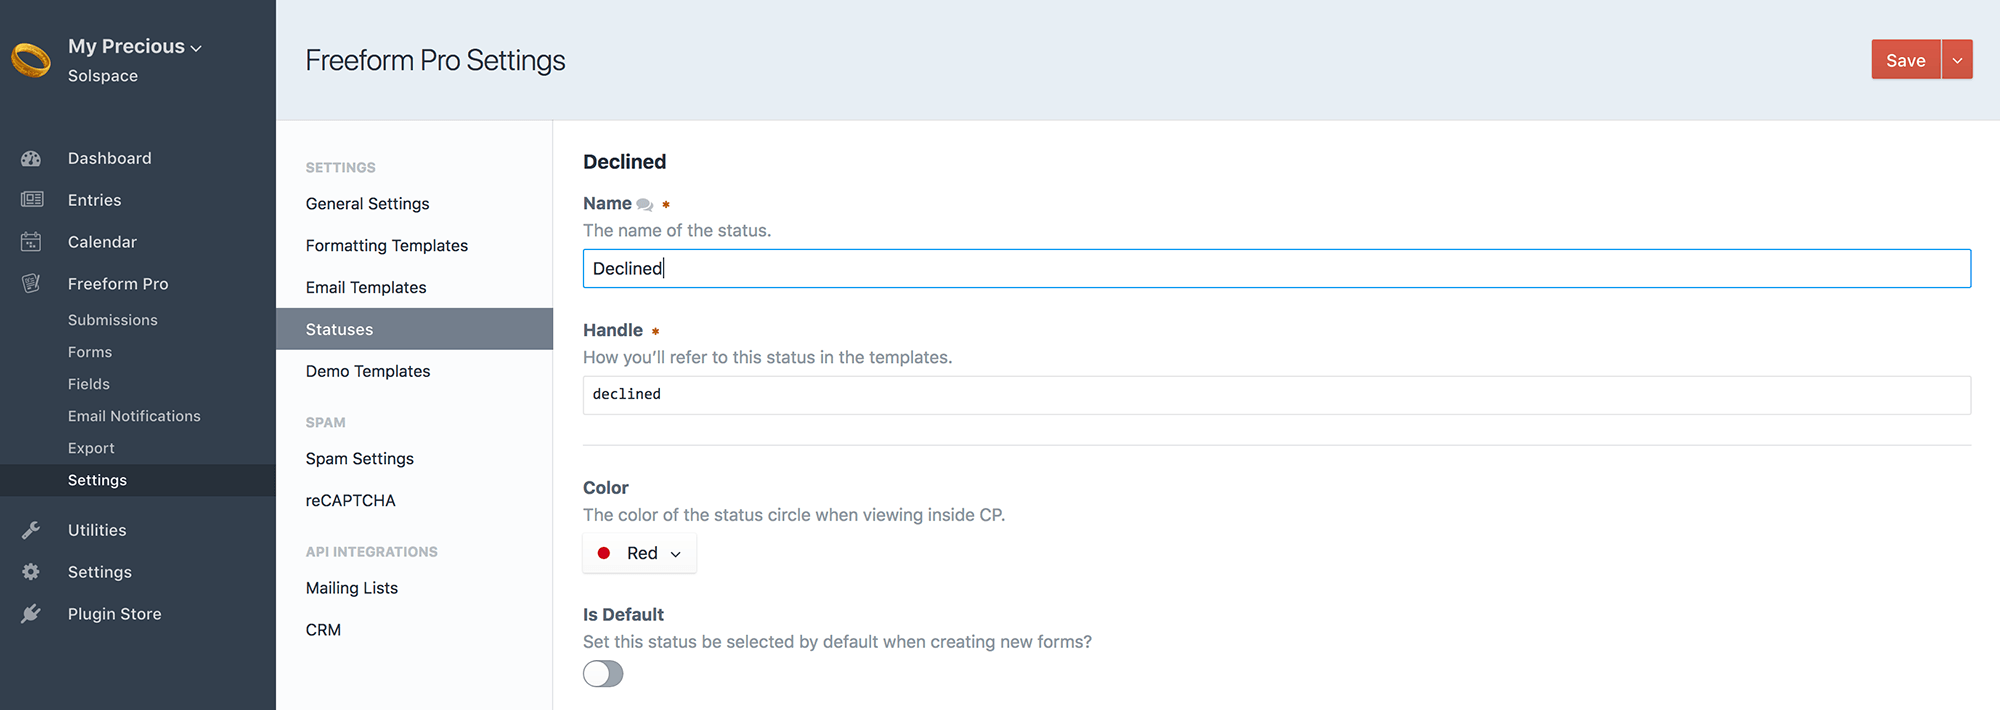 My Precious
Solspace
Dashboard
Entries
Calendar
Freeform Pro
Submissions
Forms
Fields
Email Notifications
Export
Settings
Utilities
Settings
Plugin Store
Freeform Pro Settings
Save
SETTINGS
General Settings
Formatting Templates
Email Templates
Statuses
Demo Templates
SPAM
Spam Settings
reCAPTCHA
API INTEGRATIONS
Mailing Lists
CRM
Declined
Name *
The name of the status.
Declined
Handle *
How you’ll refer to this status in the templates.
declined
Color
The color of the status circle when viewing inside CP.
Red
Is Default
Set this status be selected by default when creating new forms?